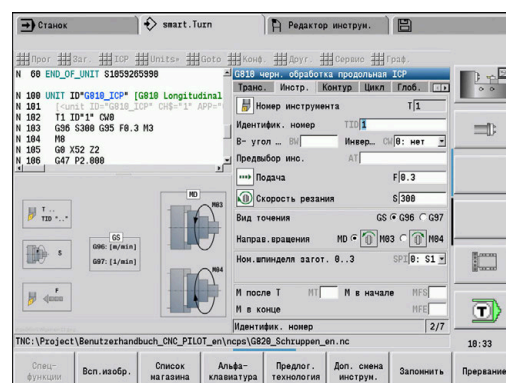 Станок
smart.Turn
Редактор инструм.
Прог Заг. ICP Units» Goto Конф. Друг. Сервис Граф.
N 60 END_OF_UNIT S1059265998
N 100 UNIT ID"G810_ICP" [G810 Longitudinal
N 101 [<unit ID="G810_ICP" CH$="1" APP="
N 102 T1 ID"1" CW0
N 103 G96 S300 G95 F0.3 M3
N 104 M8
N 105 G0 X52 Z2
N 106 G47 P2.000
G810 черн. обработка продольная ICP
Транс. Инстр. Контур Цикл Глоб.
Номер инструмента T 1
Идентифик. номер TID 1
В- угол … BW Инвер… CW 0: нет
Предвыбор инс. AT
Подача F 0.3
Скорость резания S 300
Вид точения GS G96 G97
Направ.вращения MD M03 M04
Ном.шпинделя загот. 0..3 SPI 0: S1
М после Т MT М в начале MFS
М в конце MFE
Идентифик. номер 2/7
T ..
TID ".."
S
F
GS
G96: [m/min]
G97: [1/min]
MD
M03
M04
TNC:\Project\Benutzerhandbuch_CNC_PILOT_en\ncps\G820_Schruppen_en.nc
10:33
T
Спец-функции
Всп.изобр.
Список магазина
Альфа-клавиатура
Предлог. технология
Доп. смена инструм.
Запомнить
Прервание